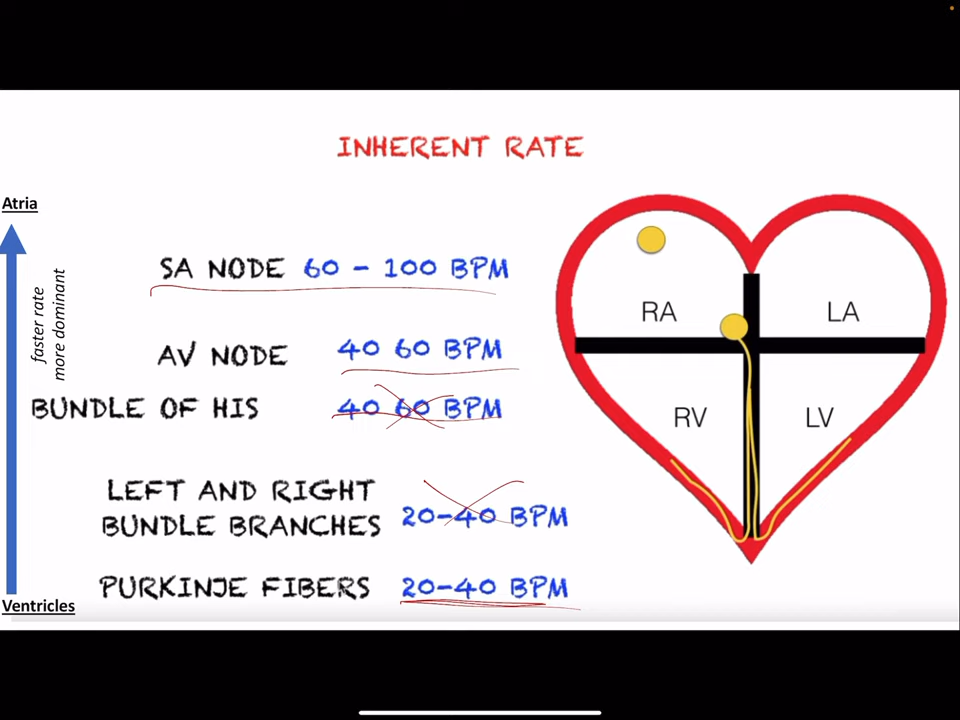 INHERENT RATE
Atria
faster rate
more dominant
SA NODE 60 - 100 BPM
AV NODE 40 60 BPM
BUNDLE OF HIS 40 60 BPM
LEFT AND RIGHT
BUNDLE BRANCHES 20-40 BPM
PURKINJE FIBERS 20-40 BPM
Ventricles
RA LA
RV LV